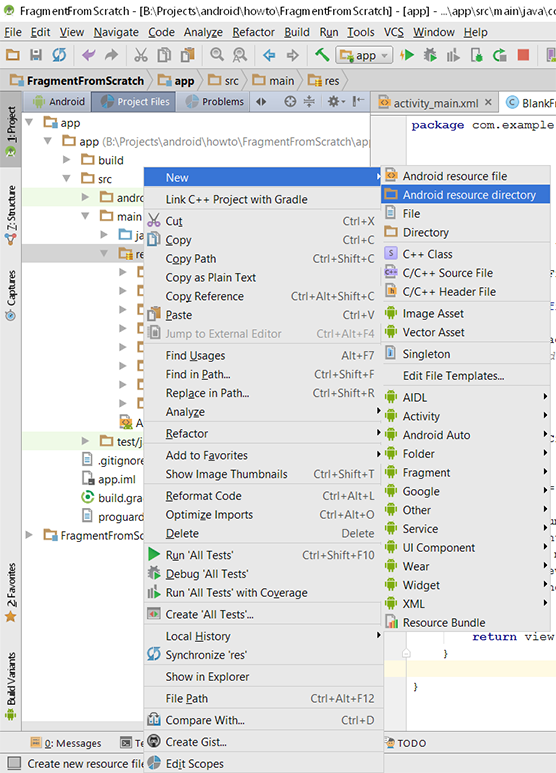 FragmentFromScratch - [B:\Projects\android\howto\FragmentFromScratch] - [app] - ...\app\src\main\java\co
File Edit View Navigate Code Analyze Refactor Build Run Tools VCS Window Help
app
FragmentFromScratch app src main res
Android Project Files Problems
activity_main.xml BlankFr
1: Project
7: Structure
Captures
2: Favorites
Build Variants
app
app (B:\Projects\android\howto\FragmentFromScratch\app
build
src
main
test/j
.gitignore
app.iml
build.grad
proguard
FragmentFromSc
package com.example
return view
}
}
New
Link C++ Project with Gradle
Cut Ctrl+X
Copy Ctrl+C
Copy Path Ctrl+Shift+C
Copy as Plain Text
Copy Reference Ctrl+Alt+Shift+C
Paste Ctrl+V
Jump to External Editor Ctrl+Alt+F4
Find Usages Alt+F7
Find in Path... Ctrl+Shift+F
Replace in Path... Ctrl+Shift+R
Analyze
Refactor
Add to Favorites
Show Image Thumbnails Ctrl+Shift+T
Reformat Code Ctrl+Alt+L
Optimize Imports Ctrl+Alt+O
Delete Delete
Run 'All Tests' Ctrl+Shift+F10
Debug 'All Tests'
Run 'All Tests' with Coverage
Create 'All Tests'...
Local History
Synchronize 'res'
Show in Explorer
File Path Ctrl+Alt+F12
Compare With... Ctrl+D
Create Gist...
Edit Scopes
Android resource file
Android resource directory
File
Directory
C++ Class
C/C++ Source File
C/C++ Header File
Image Asset
Vector Asset
Singleton
Edit File Templates...
AIDL
Activity
Android Auto
Folder
Fragment
Google
Other
Service
UI Component
Wear
Widget
XML
Resource Bundle
0: Messages Te
TODO
Create new resource file